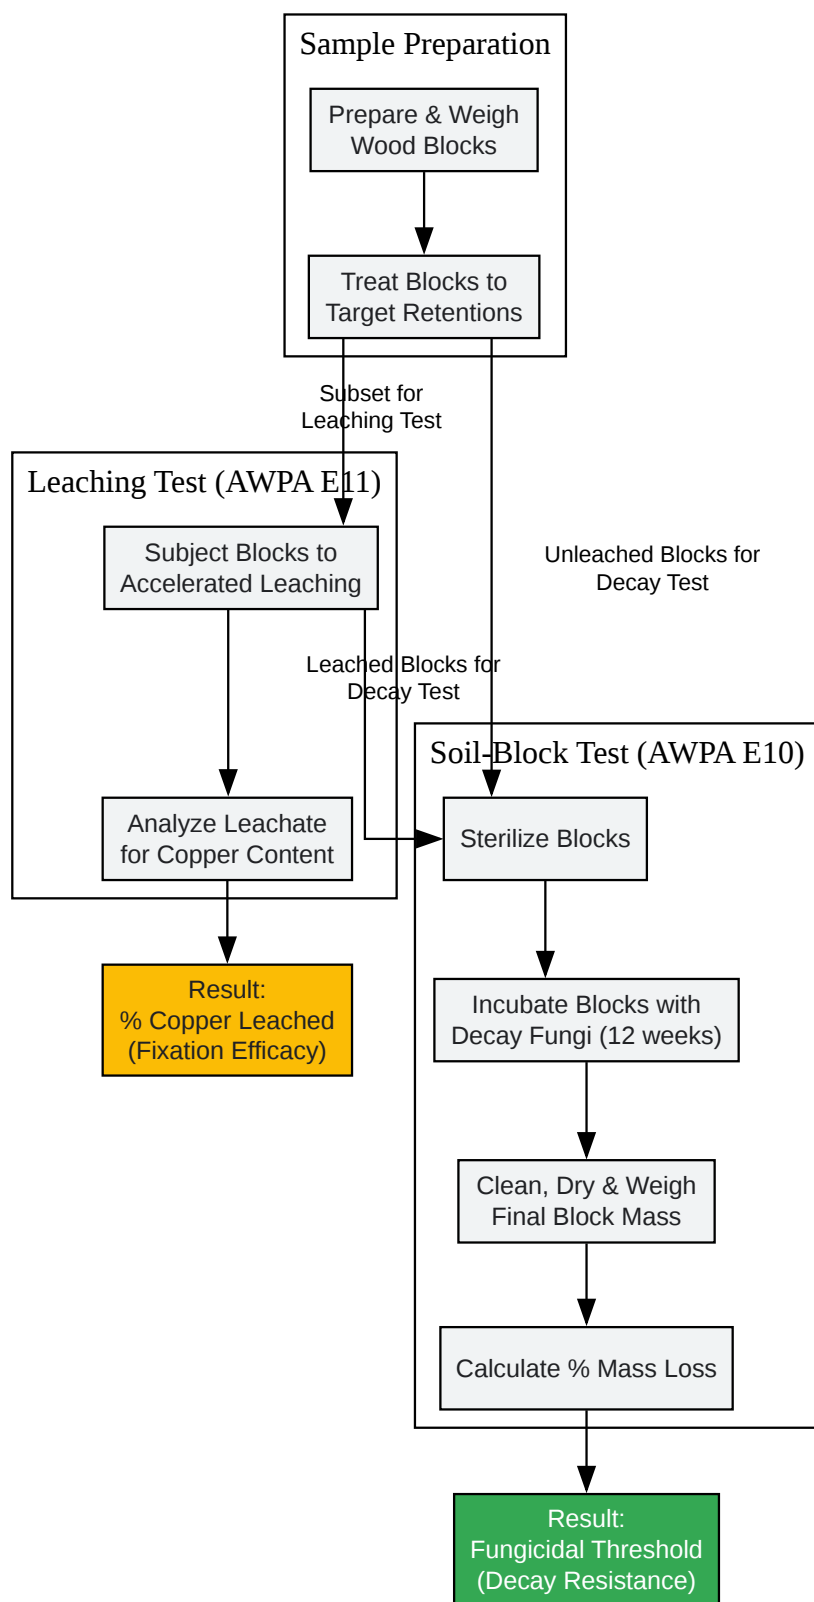 Sample Preparation
Prepare & Weigh
Wood Blocks
Treat Blocks to
Target Retentions
Subset for
Leaching Test
Leaching Test (AWPA E11)
Subject Blocks to
Accelerated Leaching
Unleached Blocks for
Decay Test
Leached Blocks for
Decay Test
Soil-Block Test (AWPA E10)
Analyze Leachate
for Copper Content
Sterilize Blocks
Result:
% Copper Leached
(Fixation Efficacy)
Incubate Blocks with
Decay Fungi (12 weeks)
Clean, Dry & Weigh
Final Block Mass
Calculate % Mass Loss
Result:
Fungicidal Threshold
(Decay Resistance)